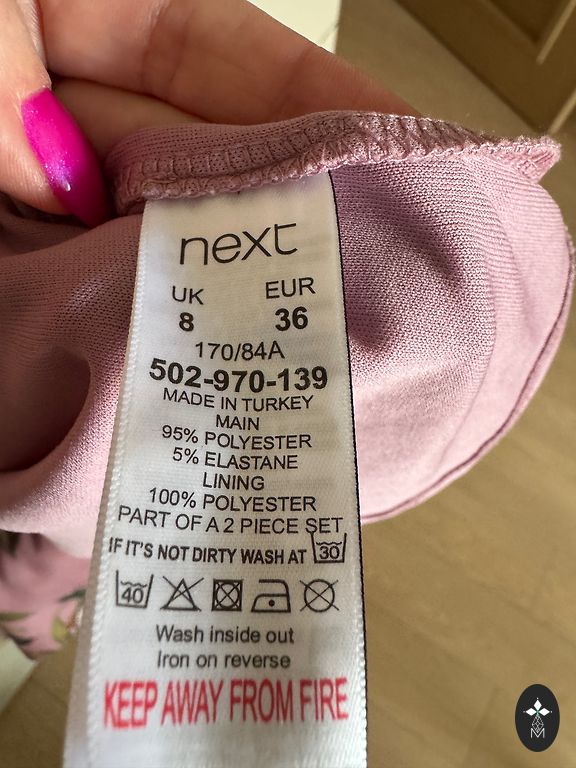 next
UK EUR
8 36
170/84A
502-970-139
MADE IN TURKEY
MAIN
95% POLYESTER
5% ELASTANE
LINING
100% POLYESTER
PART OF A 2 PIECE SET
IF IT'S NOT DIRTY WASH AT 30
40
Wash inside out
Iron on reverse
KEEP AWAY FROM FIRE
M